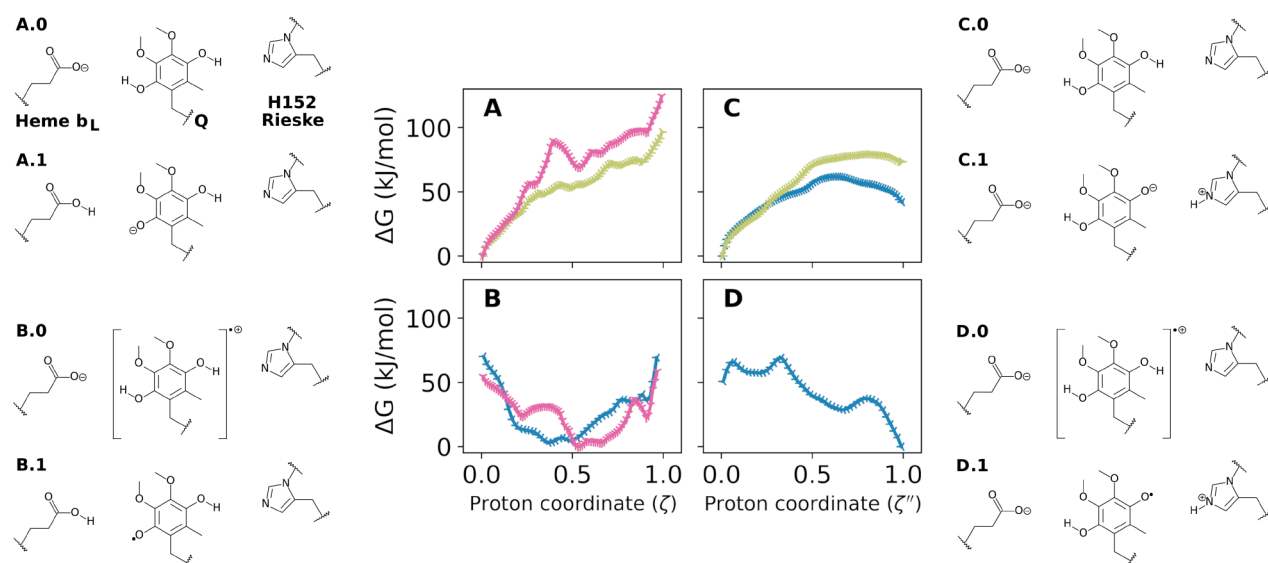 A.0
O
O⊖
O
O
O
H
H
O
N
N
Heme bL
Q
H152
Rieske
A.1
O
O
H
O
O
O
H
O
⊖
N
N
B.0
O
O⊖
O
O
O
H
H
O
•⊕
N
N
B.1
O
O
H
O
O
O
H
•O
N
N
A
ΔG (kJ/mol)
100
50
0
C
B
ΔG (kJ/mol)
100
50
0
D
0.0 0.5 1.0
0.0 0.5 1.0
Proton coordinate (ζ)
Proton coordinate (ζ″)
C.0
O
O⊖
O
O
O
H
H
O
N
N
C.1
O
O⊖
O
O
O⊖
H
O
N
⊕
N
H
D.0
O
O⊖
O
O
O
H
H
O
•⊕
N
N
D.1
O
O⊖
O
O
O•
H
O
N
⊕
N
H